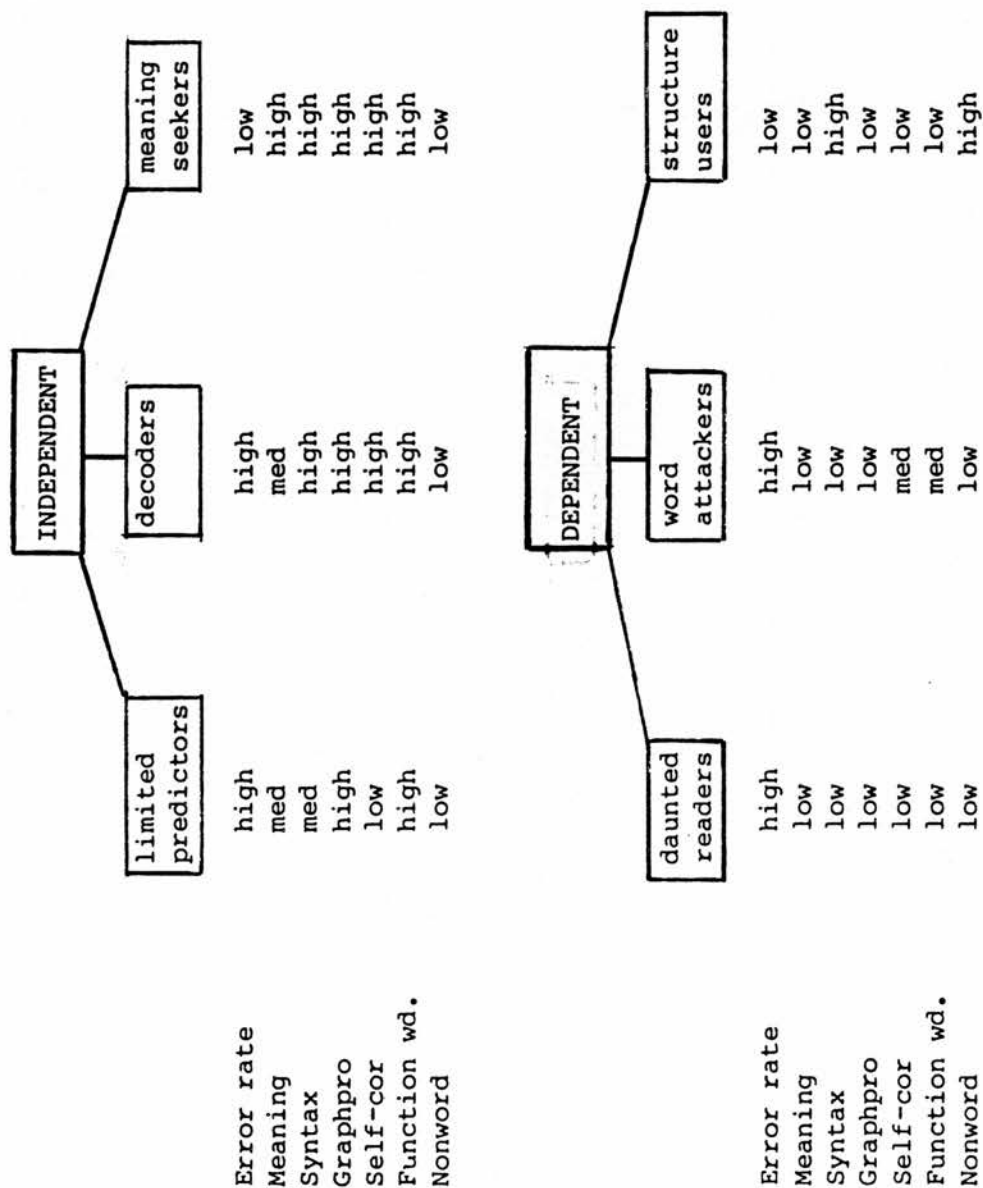 INDEPENDENT
limited
predictors
decoders
meaning
seekers
Error rate high high low
Meaning med med high
Syntax med high high
Graphpro high high high
Self-cor low high high
Function wd. high high high
Nonword low low low
DEPENDENT
daunted
readers
word
attackers
structure
users
Error rate high high low
Meaning low low low
Syntax low low high
Graphpro low low low
Self-cor low med low
Function wd. low med low
Nonword low low high